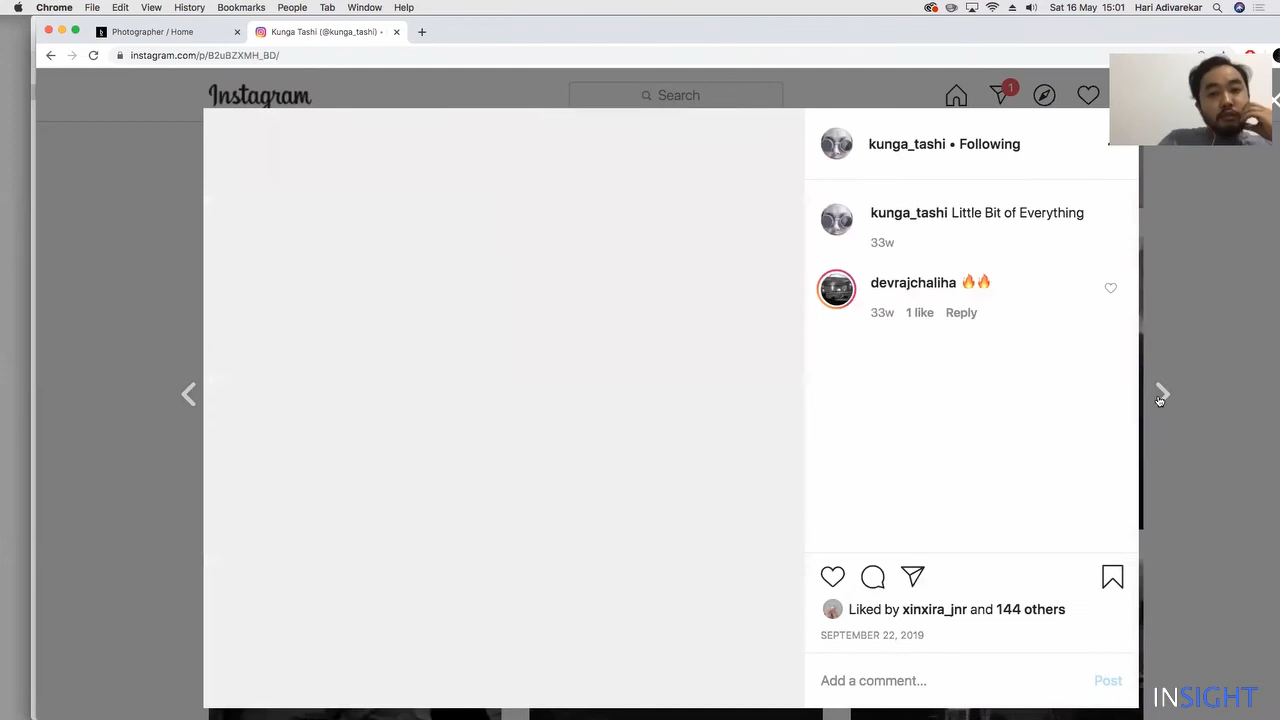 Chrome File Edit View History Bookmarks People Tab Window Help Sat 16 May 15:01 Hari Adivarekar
Photographer / Home Kunga Tashi (@kunga_tashi) •
instagram.com/p/B2uBZXMH_BD/
Instagram Search 1
kunga_tashi • Following
kunga_tashi Little Bit of Everything
33w
devrajchaliha 🔥🔥
33w 1 like Reply
Liked by xinxira_jnr and 144 others
SEPTEMBER 22, 2019
Add a comment... Post
INSIGHT